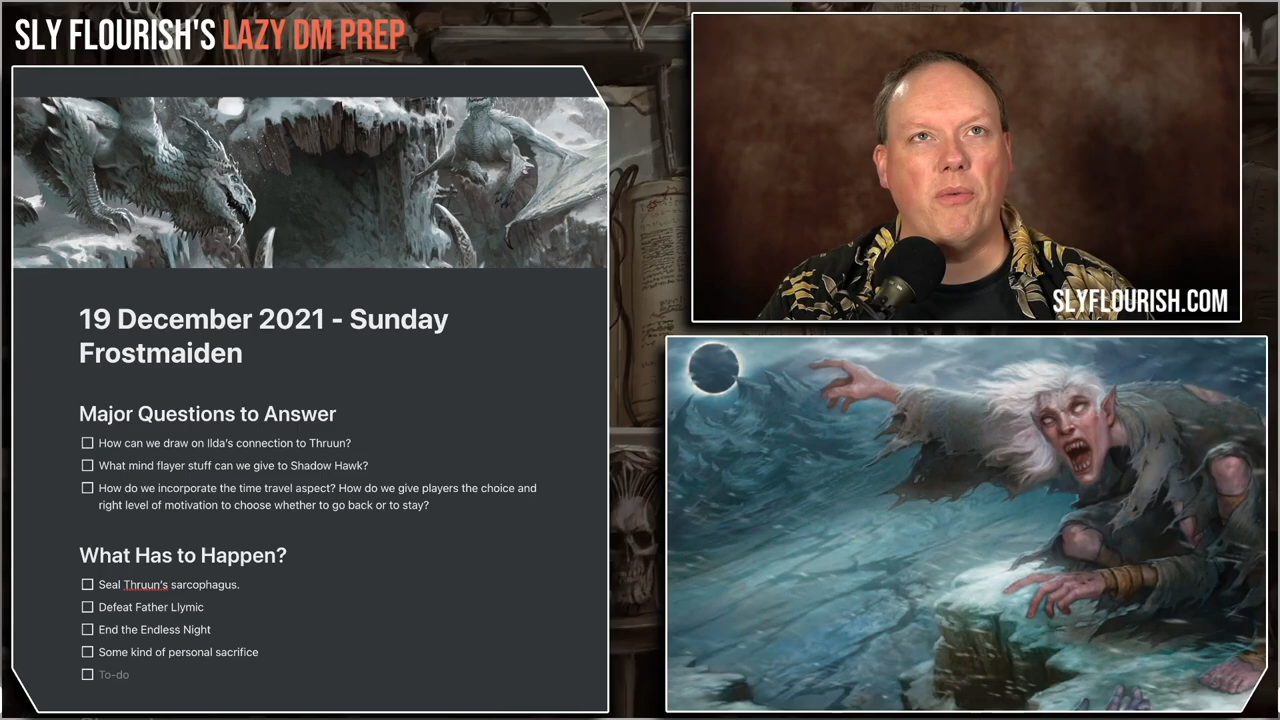 SLY FLOURISH'S LAZY DM PREP
19 December 2021 - Sunday
Frostmaiden
Major Questions to Answer
How can we draw on Ilda's connection to Thruun?
What mind flayer stuff can we give to Shadow Hawk?
How do we incorporate the time travel aspect? How do we give players the choice and
right level of motivation to choose whether to go back or to stay?
What Has to Happen?
Seal Thruun's sarcophagus.
Defeat Father Llymic
End the Endless Night
Some kind of personal sacrifice
To-do
SLYFLOURISH.COM